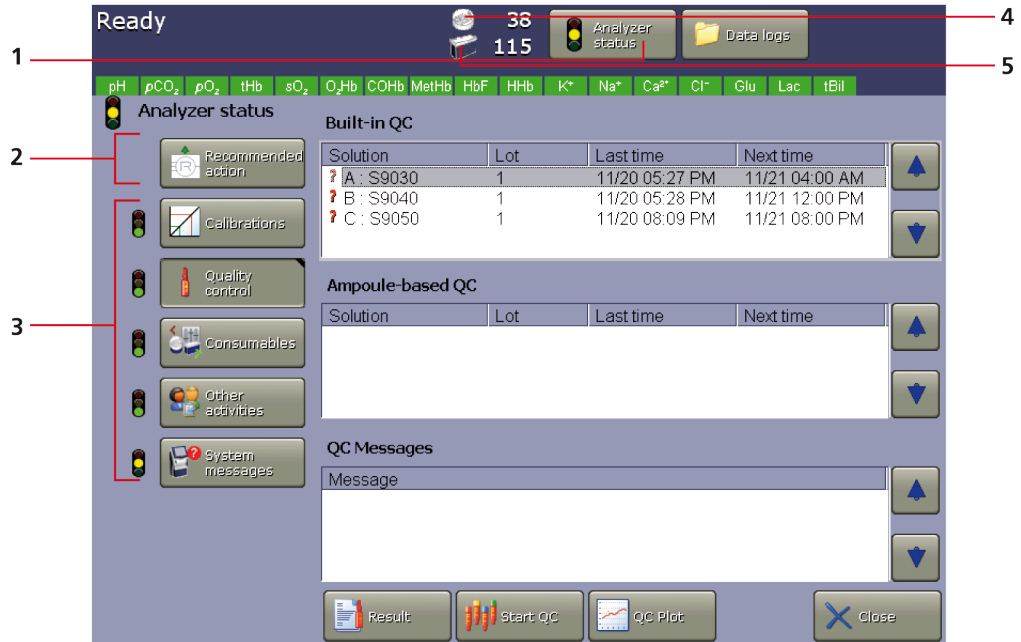 Ready
38
115
Analyzer status
Data logs
4
1
5
pH pCO₂ pO₂ tHb sO₂ O₂Hb COHb MetHb HbF HHb K⁺ Na⁺ Ca²⁺ Cl⁻ Glu Lac tBil
Analyzer status
2
Recommended action
3
Calibrations
Quality control
Consumables
Other activities
System messages
Built-in QC
Solution Lot Last time Next time
? A : S9030 1 11/20 05:27 PM 11/21 04:00 AM
? B : S9040 1 11/20 05:28 PM 11/21 12:00 PM
? C : S9050 1 11/20 08:09 PM 11/21 08:00 PM
Ampoule-based QC
Solution Lot Last time Next time
QC Messages
Message
Result
Start QC
QC Plot
Close